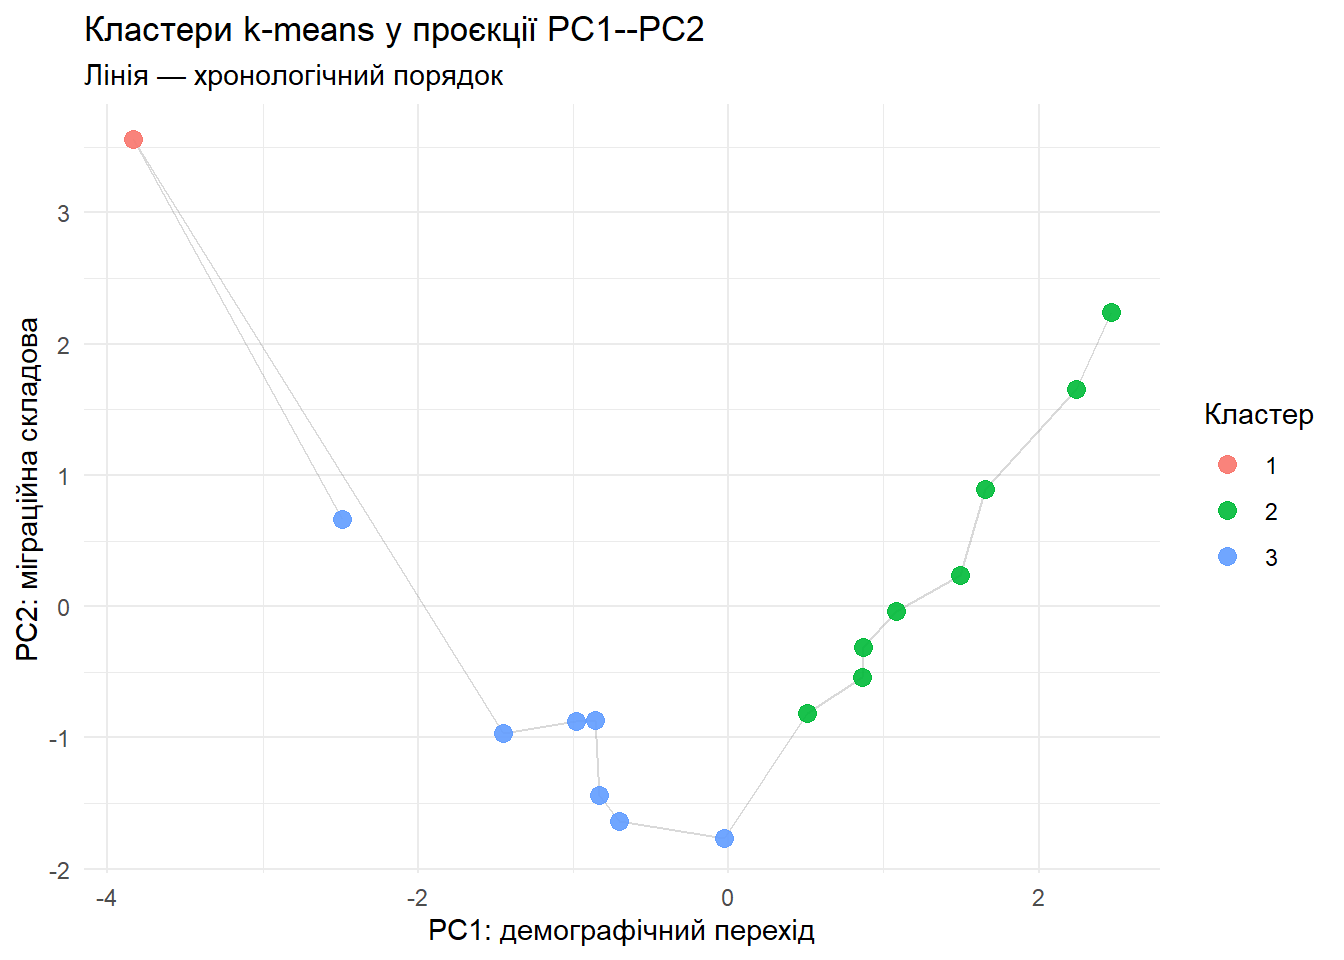 Кластери k-means у проєкції PC1--PC2
Лінія — хронологічний порядок
PC2: міграційна складова
3
2
1
0
-1
-2
-4
-2
0
2
PC1: демографічний перехід
Кластер
1
2
3